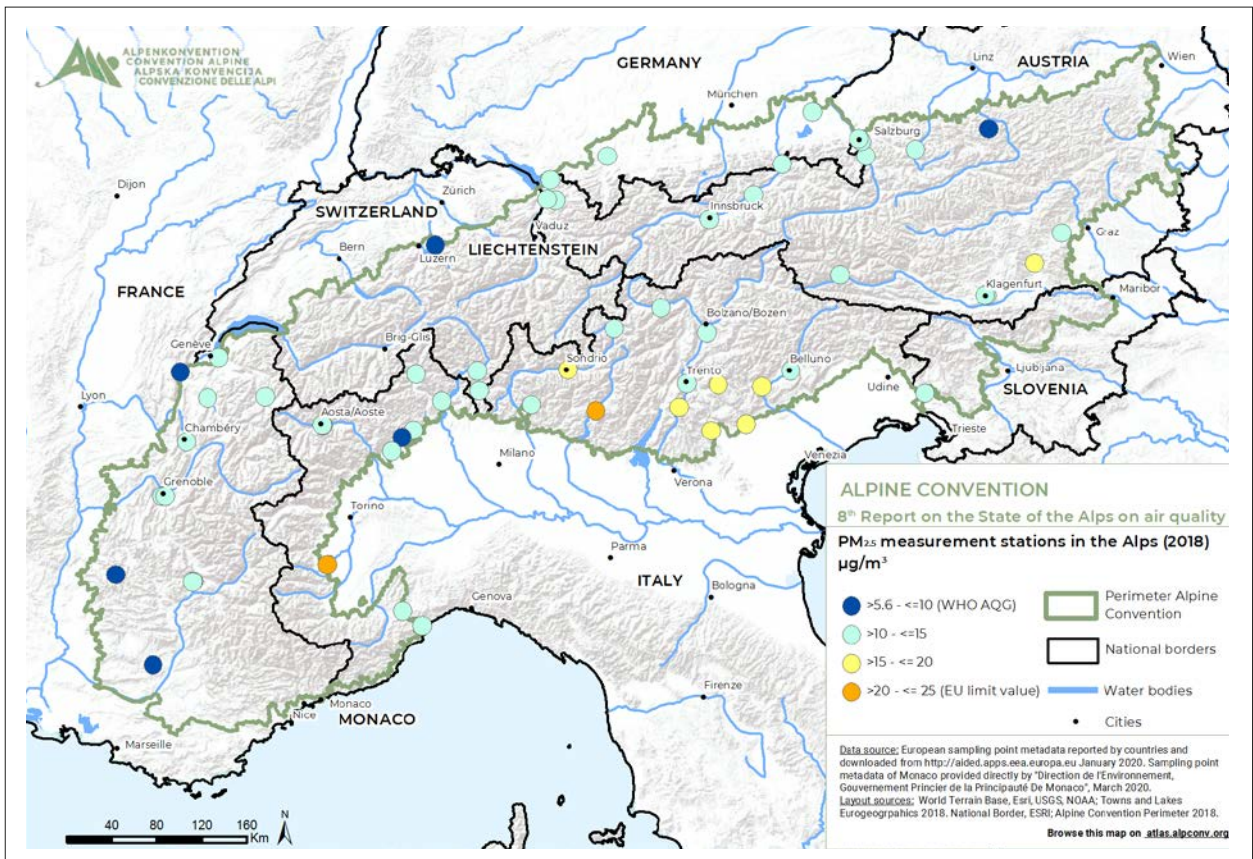 ALPENKONVENTION
CONVENTION ALPINE
ALPSKA KONVENCIJA
CONVENZIONE DELLE ALPI
GERMANY
Linz
AUSTRIA
Wien
München
Salzburg
Dijon
Zürich
SWITZERLAND
Innsbruck
Vaduz
Graz
Bern
Luzern
LIECHTENSTEIN
FRANCE
Klagenfurt
Maribor
Bolzano/Bozen
Genève
Brig-Glis
Sondrio
Belluno
Ljubljana
Trento
Udine
SLOVENIA
Lyon
Aosta/Aoste
Chambéry
Trieste
Milano
Venezia
Verona
Grenoble
Torino
Parma
ITALY
Bologna
Genova
Firenze
Monaco
Nice
MONACO
Marseille
ALPINE CONVENTION
8th Report on the State of the Alps on air quality
PM2.5 measurement stations in the Alps (2018)
µg/m³
>5.6 - <=10 (WHO AQG)
>10 - <=15
>15 - <= 20
>20 - <= 25 (EU limit value)
Perimeter Alpine
Convention
National borders
Water bodies
Cities
Data source: European sampling point metadata reported by countries and
downloaded from http://aided.apps.eea.europa.eu January 2020. Sampling point
metadata of Monaco provided directly by "Direction de l'Environnement,
Gouvernement Princier de la Principauté De Monaco", March 2020.
Layout sources: World Terrain Base, Esri, USGS, NOAA; Towns and Lakes
Eurogeogrpahics 2018. National Border, ESRI; Alpine Convention Perimeter 2018.
Browse this map on atlas.alpconv.org
40 80 120 160
Km
N